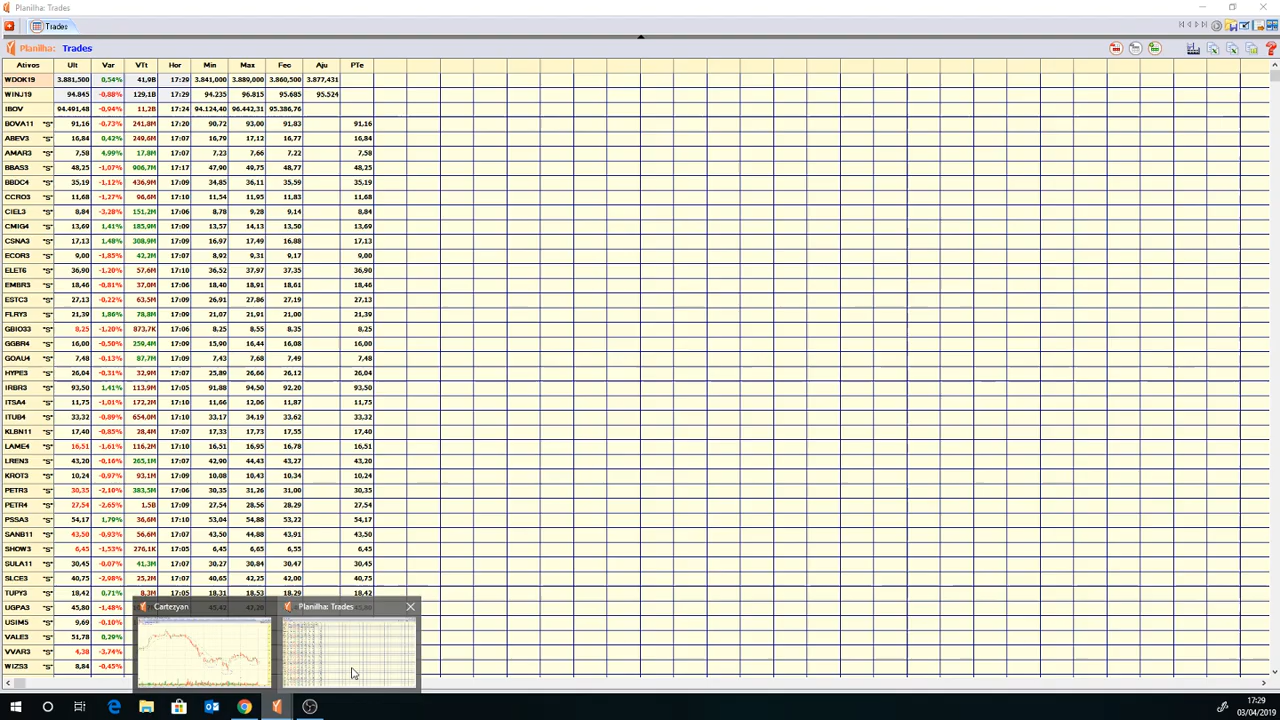 Planilha: Trades
Trades
Planilha: Trades
Ativos Ult Var VTt Hor Min Max Fec Aju PTe
WDOK19 3.881,500 0,54% 41,9B 17:29 3.841,000 3.889,000 3.860,500 3.877,431
WINJ19 94.845 -0,88% 129,1B 17:29 94.235 96.815 95.685 95.524
IBOV 94.491,48 -0,94% 11,2B 17:24 94.124,40 96.442,31 95.386,76
BOVA11 "S" 91,16 -0,73% 241,8M 17:20 90,72 93,00 91,83 91,16
ABEV3 "S" 16,84 0,42% 249,6M 17:07 16,79 17,12 16,77 16,84
AMAR3 "S" 7,58 4,99% 17,8M 17:07 7,23 7,66 7,22 7,58
BBAS3 "S" 48,25 -1,07% 906,7M 17:17 47,90 49,75 48,77 48,25
BBDC4 "S" 35,19 -1,12% 436,9M 17:09 34,85 36,11 35,59 35,19
CCRO3 "S" 11,68 -1,27% 96,6M 17:10 11,54 11,95 11,83 11,68
CIEL3 "S" 8,84 -3,28% 151,2M 17:06 8,78 9,28 9,14 8,84
CMIG4 "S" 13,69 1,41% 185,9M 17:09 13,57 14,13 13,50 13,69
CSNA3 "S" 17,13 1,48% 308,9M 17:09 16,97 17,49 16,88 17,13
ECOR3 "S" 9,00 -1,85% 42,2M 17:09 8,92 9,31 9,17 9,00
ELET6 "S" 36,90 -1,20% 57,6M 17:10 36,52 37,97 37,35 36,90
EMBR3 "S" 18,46 -0,81% 37,0M 17:06 18,40 18,91 18,61 18,46
ESTC3 "S" 27,13 -0,22% 63,5M 17:09 26,91 27,86 27,19 27,13
FLRY3 "S" 21,39 1,86% 78,8M 17:09 21,07 21,91 21,00 21,39
GBIO33 "S" 8,25 -1,20% 873,7K 17:06 8,25 8,55 8,35 8,25
GGBR4 "S" 16,00 -0,50% 259,4M 17:09 15,90 16,44 16,08 16,00
GOAU4 "S" 7,48 -0,13% 87,7M 17:09 7,43 7,68 7,49 7,48
HYPE3 "S" 26,04 -0,31% 32,9M 17:09 25,89 26,66 26,12 26,04
IRBR3 "S" 93,50 1,41% 113,9M 17:05 91,88 94,50 92,20 93,50
ITSA4 "S" 11,75 -1,01% 172,2M 17:10 11,66 12,06 11,87 11,75
ITUB4 "S" 33,32 -0,89% 654,0M 17:10 33,17 34,19 33,62 33,32
KLBN11 "S" 17,40 -0,85% 28,4M 17:07 17,33 17,73 17,55 17,40
LAME4 "S" 16,51 -1,61% 116,2M 17:09 16,51 16,95 16,78 16,51
LREN3 "S" 43,20 -0,16% 265,1M 17:07 42,90 44,43 43,27 43,20
KROT3 "S" 10,24 -0,97% 93,1M 17:07 10,08 10,43 10,34 10,24
PETR3 "S" 30,35 -2,10% 383,5M 17:06 30,35 31,26 31,00 30,35
PETR4 "S" 27,54 -2,65% 1,5B 17:09 27,54 28,56 28,29 27,54
PSSA3 "S" 54,17 1,79% 36,6M 17:10 53,04 54,88 53,22 54,17
SANB11 "S" 43,50 -0,93% 56,6M 17:07 43,50 44,88 43,91 43,50
SHOW3 "S" 6,45 -1,53% 276,1K 17:05 6,45 6,65 6,55 6,45
SULA11 "S" 30,45 -0,07% 41,3M 17:07 30,27 30,84 30,47 30,45
SLCE3 "S" 40,75 -2,98% 25,2M 17:07 40,65 42,25 42,00 40,75
TUPY3 "S" 18,42 0,71% 8,3M 17:05 18,31 18,53 18,29 18,42
UGPA3 "S" 45,80 -1,48%
USIM5 "S" 9,69 -0,10%
VALE3 "S" 51,78 0,29%
VVAR3 "S" 4,38 -3,74%
WIZS3 "S" 8,84 -0,45%
Cartezyan
Planilha: Trades
17:29
03/04/2019